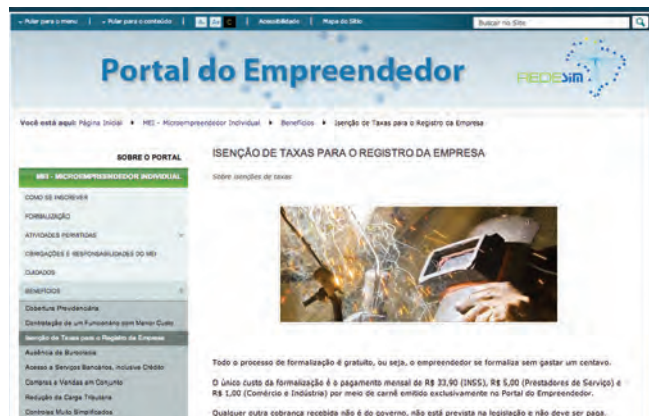 Pular para o menu | Pular para o conteúdo | A- A+ C | Acessibilidade | Mapa do Sítio
Buscar no Site
Portal do Empreendedor
REDESIM
Você está aqui: Página Inicial MEI - Microempreendedor Individual Benefícios Isenção de Taxas para o Registro da Empresa
SOBRE O PORTAL
MEI - MICROEMPREENDEDOR INDIVIDUAL
COMO SE INSCREVER
FORMALIZAÇÃO
ATIVIDADES PERMITIDAS
OBRIGAÇÕES E RESPONSABILIDADES DO MEI
CUIDADOS
BENEFÍCIOS
Cobertura Previdenciária
Contratação de um Funcionário com Menor Custo
Isenção de Taxas para o Registro da Empresa
Ausência de Burocracia
Acesso a Serviços Bancários, inclusive Crédito
Compras e Vendas em Conjunto
Redução da Carga Tributária
Controles Muito Simplificados
ISENÇÃO DE TAXAS PARA O REGISTRO DA EMPRESA
Sobre isenções de taxas
Todo o processo de formalização é gratuito, ou seja, o empreendedor se formaliza sem gastar um centavo.
O único custo da formalização é o pagamento mensal de R$ 33,90 (INSS), R$ 5,00 (Prestadores de Serviço) e
R$ 1,00 (Comércio e Indústria) por meio de carnê emitido exclusivamente no Portal do Empreendedor.
Qualquer outra cobrança recebida não é do governo, não está prevista na legislação e não deve ser paga.